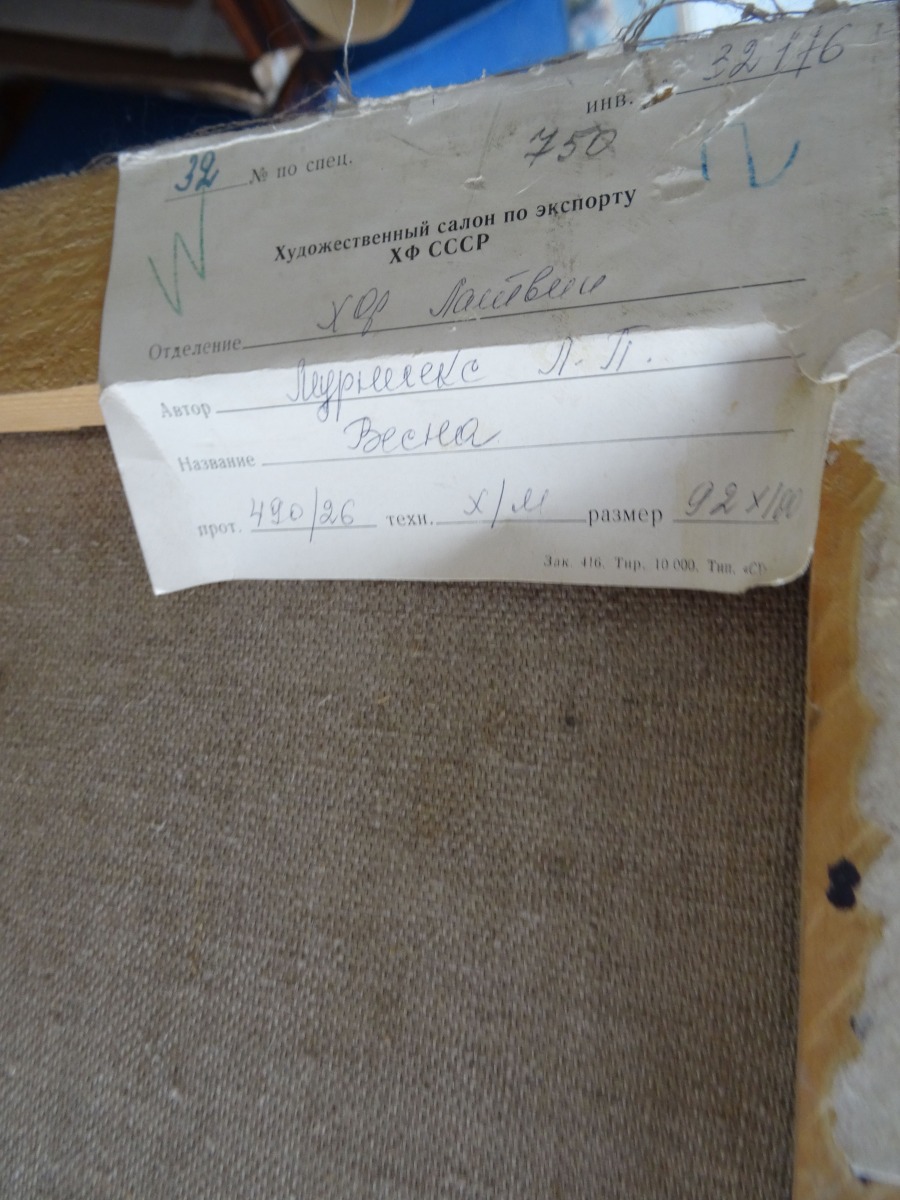 инв. 32176
32 № по спец.
750
Художественный салон по экспорту
ХФ СССР
Отделение ХФ Латвии
Автор Мурниекс Л. П.
Название Весна
прот. 490/26 техн. х/м размер 92х100
Зак. 416. Тир. 10 000. Тип.